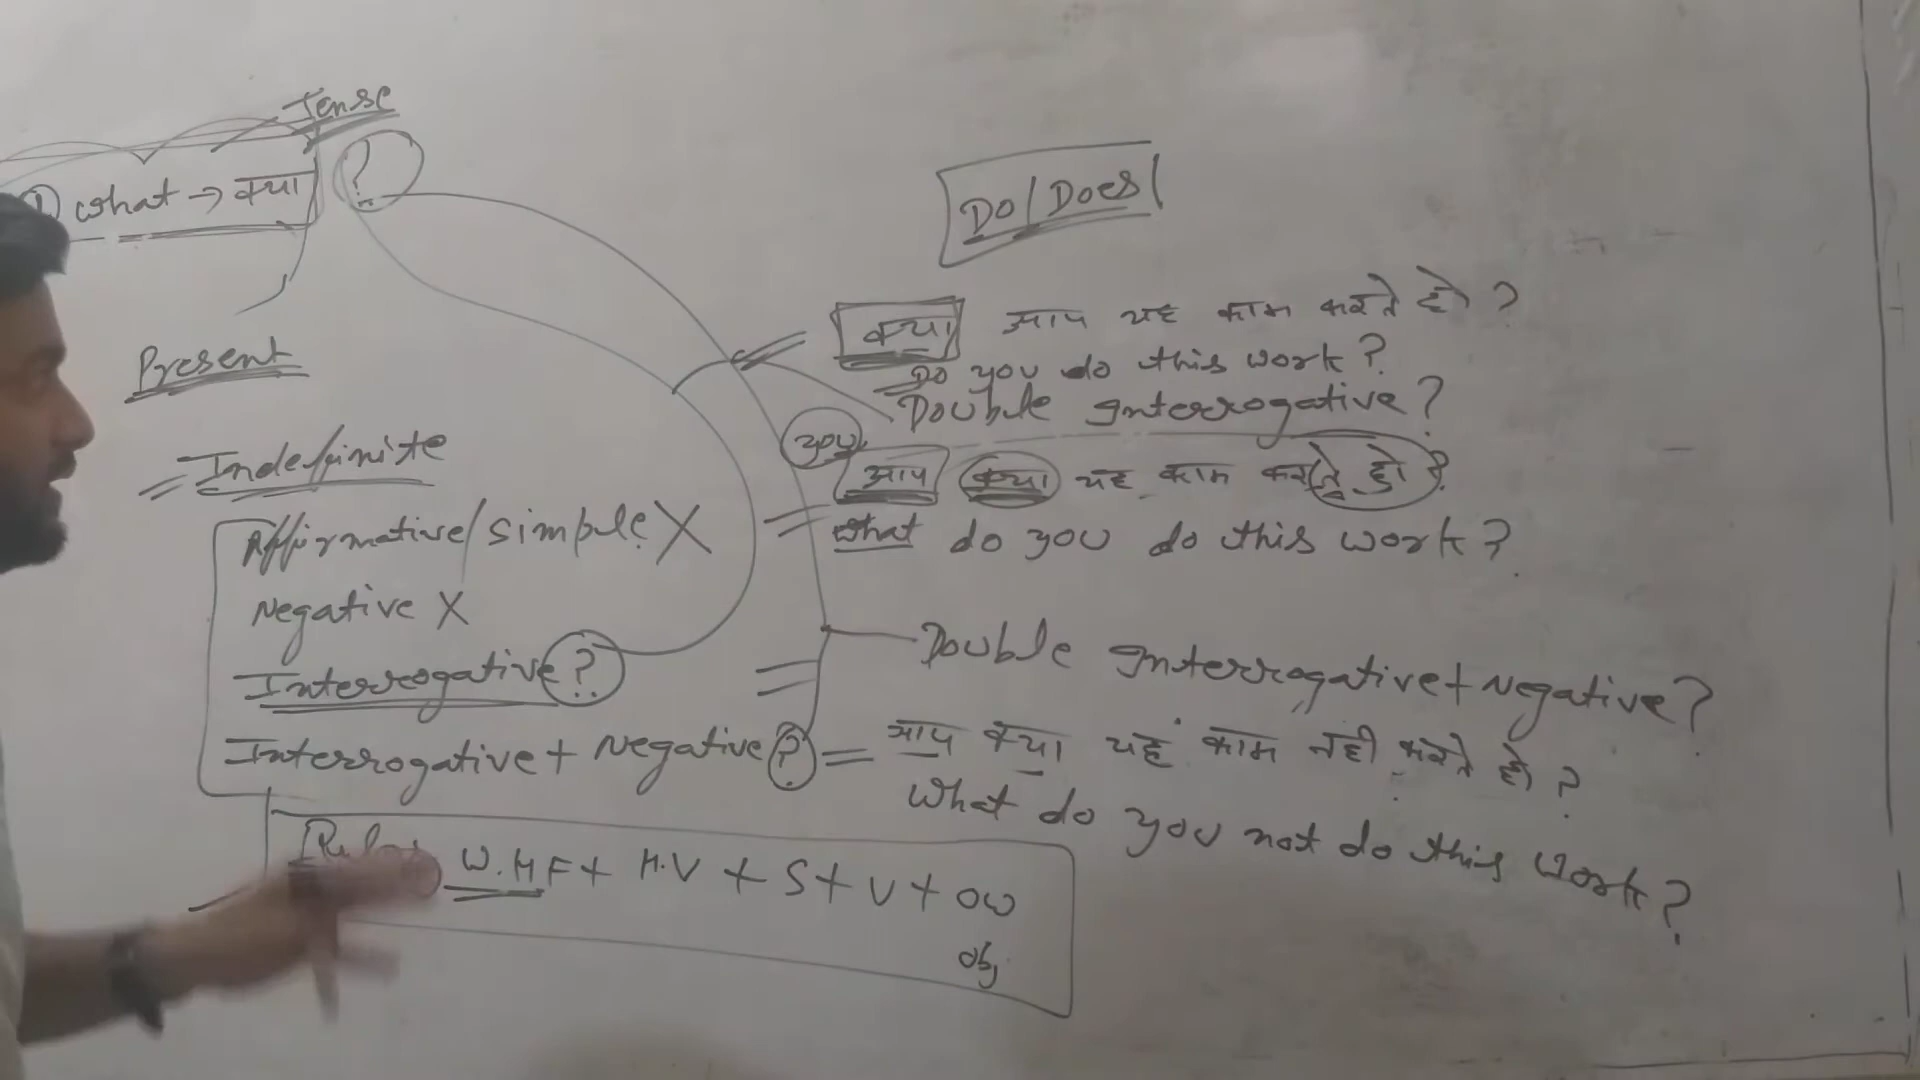 Tense
① what → क्या ?
Present
Indefinite
Affirmative/simple X
Negative X
Interrogative ?
Interrogative + Negative ?
W.H F + H.V + S + V + OW
Obj
DO/DOES
क्या आप यह काम करते हो ?
Do you do this work ?
Double Interrogative ?
you
आप क्या यह काम करते हो ?
what do you do this work ?
Double Interrogative + Negative ?
= आप क्या यह काम नही करते हो ?
What do you not do this work ?